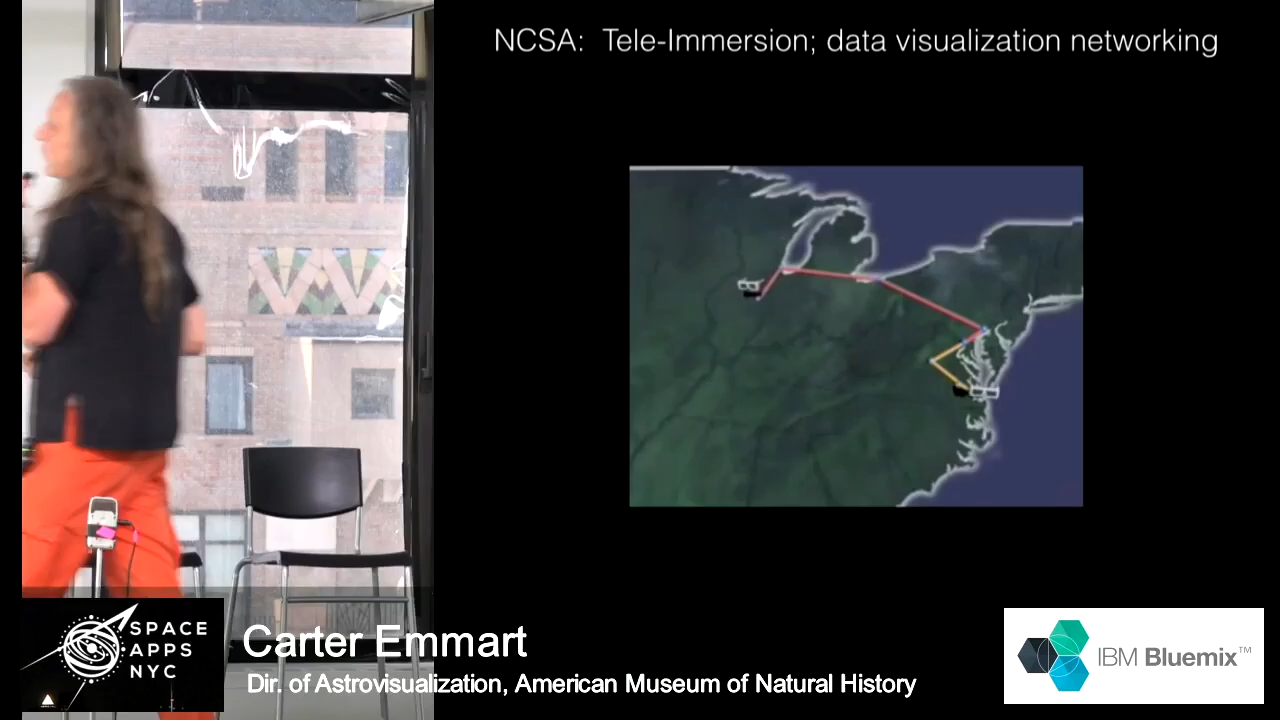 NCSA: Tele-Immersion; data visualization networking
SPACE
APPS
NYC
Carter Emmart
Dir. of Astrovisualization, American Museum of Natural History
IBM Bluemix™